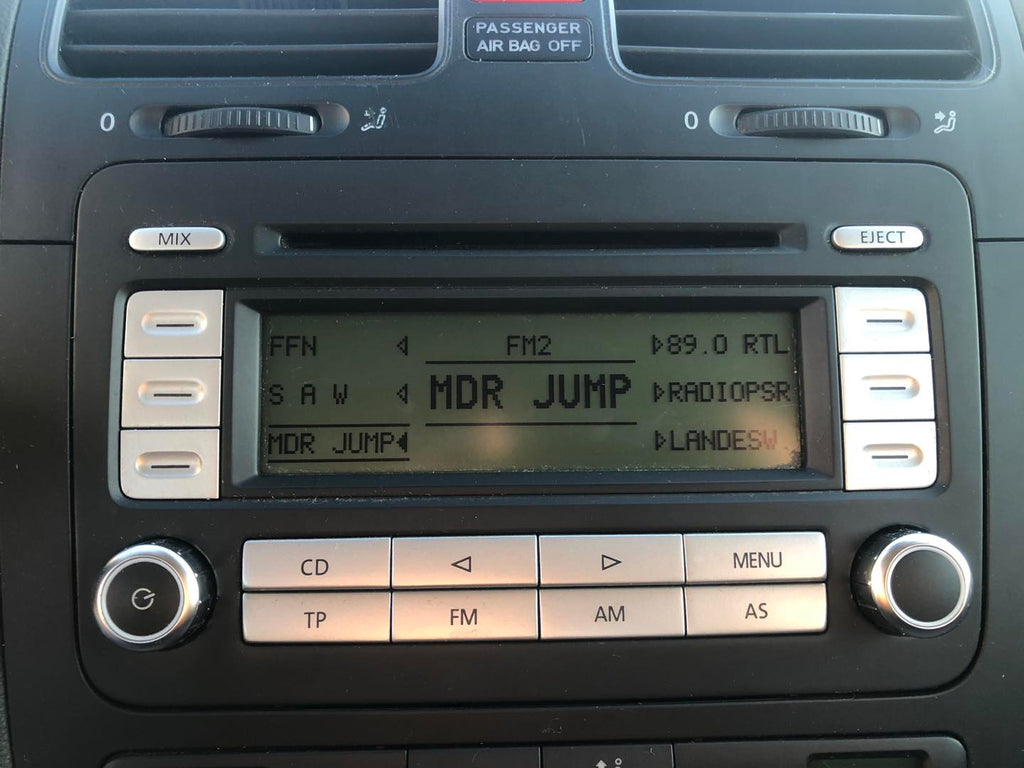 PASSENGER
AIR BAG OFF
0 0
MIX EJECT
FFN FM2 89.0 RTL
S A W MDR JUMP RADIOPSR
MDR JUMP LANDESW.
CD MENU
TP FM AM AS